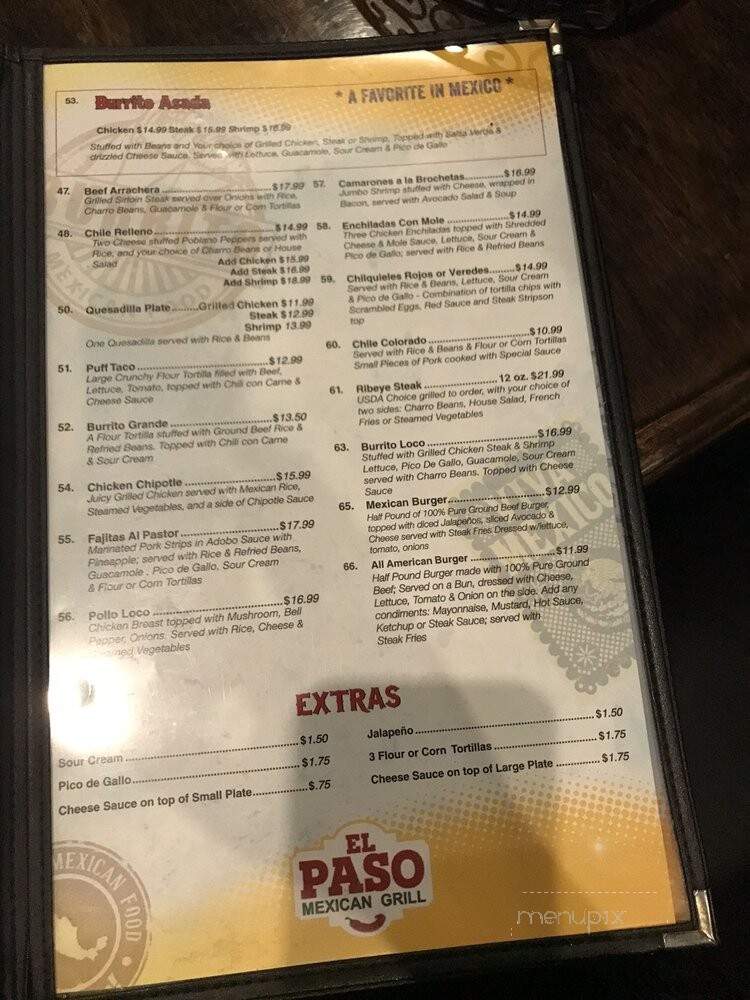 53. Burrito Asada
* A FAVORITE IN MEXICO *
Chicken $14.99 Steak $15.99 Shrimp $16.99
Stuffed with Beans and Your choice of Grilled Chicken, Steak or Shrimp, Topped with Salsa Verde &
drizzled Cheese Sauce. Served with Lettuce, Guacamole, Sour Cream & Pico de Gallo
47. Beef Arrachera ..............................$17.99
Grilled Sirloin Steak served over Onions with Rice,
Charro Beans, Guacamole & Flour or Corn Tortillas
48. Chile Relleno ..............................$14.99
Two Cheese stuffed Poblano Peppers served with
Rice, and your choice of Charro Beans or House
Salad
Add Chicken $15.99
Add Steak $16.99
Add Shrimp $18.99
50. Quesadilla Plate.........Grilled Chicken $11.99
Steak $12.99
Shrimp 13.99
One Quesadilla served with Rice & Beans
51. Puff Taco ..............................$12.99
Large Crunchy Flour Tortilla filled with Beef,
Lettuce, Tomato, topped with Chili con Carne &
Cheese Sauce
52. Burrito Grande ..............................$13.50
A Flour Tortilla stuffed with Ground Beef Rice &
Refried Beans. Topped with Chili con Carne
& Sour Cream
54. Chicken Chipotle ..............................$15.99
Juicy Grilled Chicken served with Mexican Rice,
Steamed Vegetables, and a side of Chipotle Sauce
55. Fajitas Al Pastor ..............................$17.99
Marinated Pork Strips in Adobo Sauce with
Pineapple; served with Rice & Refried Beans,
Guacamole . Pico de Gallo, Sour Cream
& Flour or Corn Tortillas
56. Pollo Loco ..............................$16.99
Chicken Breast topped with Mushroom, Bell
Pepper, Onions. Served with Rice, Cheese &
Steamed Vegetables
57. Camarones a la Brochetas..............$16.99
Jumbo Shrimp stuffed with Cheese, wrapped in
Bacon, served with Avocado Salad & Soup
58. Enchiladas Con Mole ....................$14.99
Three Chicken Enchiladas topped with Shredded
Cheese & Mole Sauce, Lettuce, Sour Cream &
Pico de Gallo; served with Rice & Refried Beans
59. Chilquieles Rojos or Veredes.........$14.99
Served with Rice & Beans, Lettuce, Sour Cream
& Pico de Gallo - Combination of tortilla chips with
Scrambled Eggs, Red Sauce and Steak Stripson
top
60. Chile Colorado ..............................$10.99
Served with Rice & Beans & Flour or Corn Tortillas
Small Pieces of Pork cooked with Special Sauce
61. Ribeye Steak ....................12 oz. $21.99
USDA Choice grilled to order, with your choice of
two sides: Charro Beans, House Salad, French
Fries or Steamed Vegetables
63. Burrito Loco ..............................$16.99
Stuffed with Grilled Chicken Steak & Shrimp
Lettuce, Pico De Gallo, Guacamole, Sour Cream
served with Charro Beans. Topped with Cheese
Sauce
65. Mexican Burger..............................$12.99
Half Pound of 100% Pure Ground Beef Burger
topped with diced Jalapeños, sliced Avocado &
Cheese served with Steak Fries Dressed w/lettuce,
tomato, onions
66. All American Burger ....................$11.99
Half Pound Burger made with 100% Pure Ground
Beef; Served on a Bun, dressed with Cheese,
Lettuce, Tomato & Onion on the side. Add any
condiments: Mayonnaise, Mustard, Hot Sauce,
Ketchup or Steak Sauce; served with
Steak Fries
EXTRAS
Sour Cream ..............................$1.50
Pico de Gallo..............................$1.75
Cheese Sauce on top of Small Plate..............$.75
Jalapeño ..............................$1.50
3 Flour or Corn Tortillas ....................$1.75
Cheese Sauce on top of Large Plate ..............$1.75
EL
PASO
MEXICAN GRILL
MEXICAN FOOD
MEXICAN FOOD
MEXICO
menupix